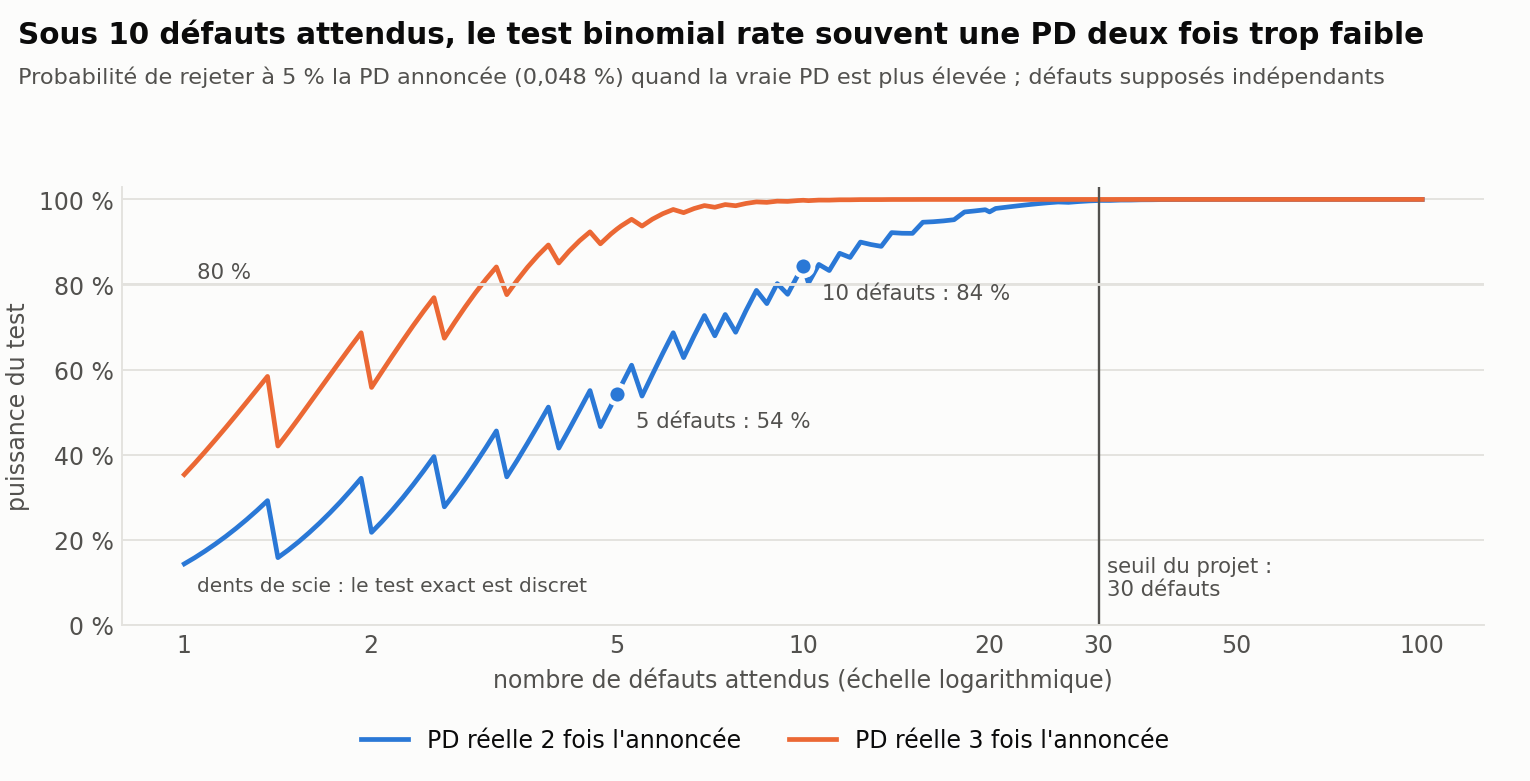 Sous 10 défauts attendus, le test binomial rate souvent une PD deux fois trop faible
Probabilité de rejeter à 5 % la PD annoncée (0,048 %) quand la vraie PD est plus élevée ; défauts supposés indépendants
puissance du test
100 %
80 %
60 %
40 %
20 %
0 %
80 %
10 défauts : 84 %
5 défauts : 54 %
dents de scie : le test exact est discret
seuil du projet :
30 défauts
1 2 5 10 20 30 50 100
nombre de défauts attendus (échelle logarithmique)
PD réelle 2 fois l'annoncée
PD réelle 3 fois l'annoncée